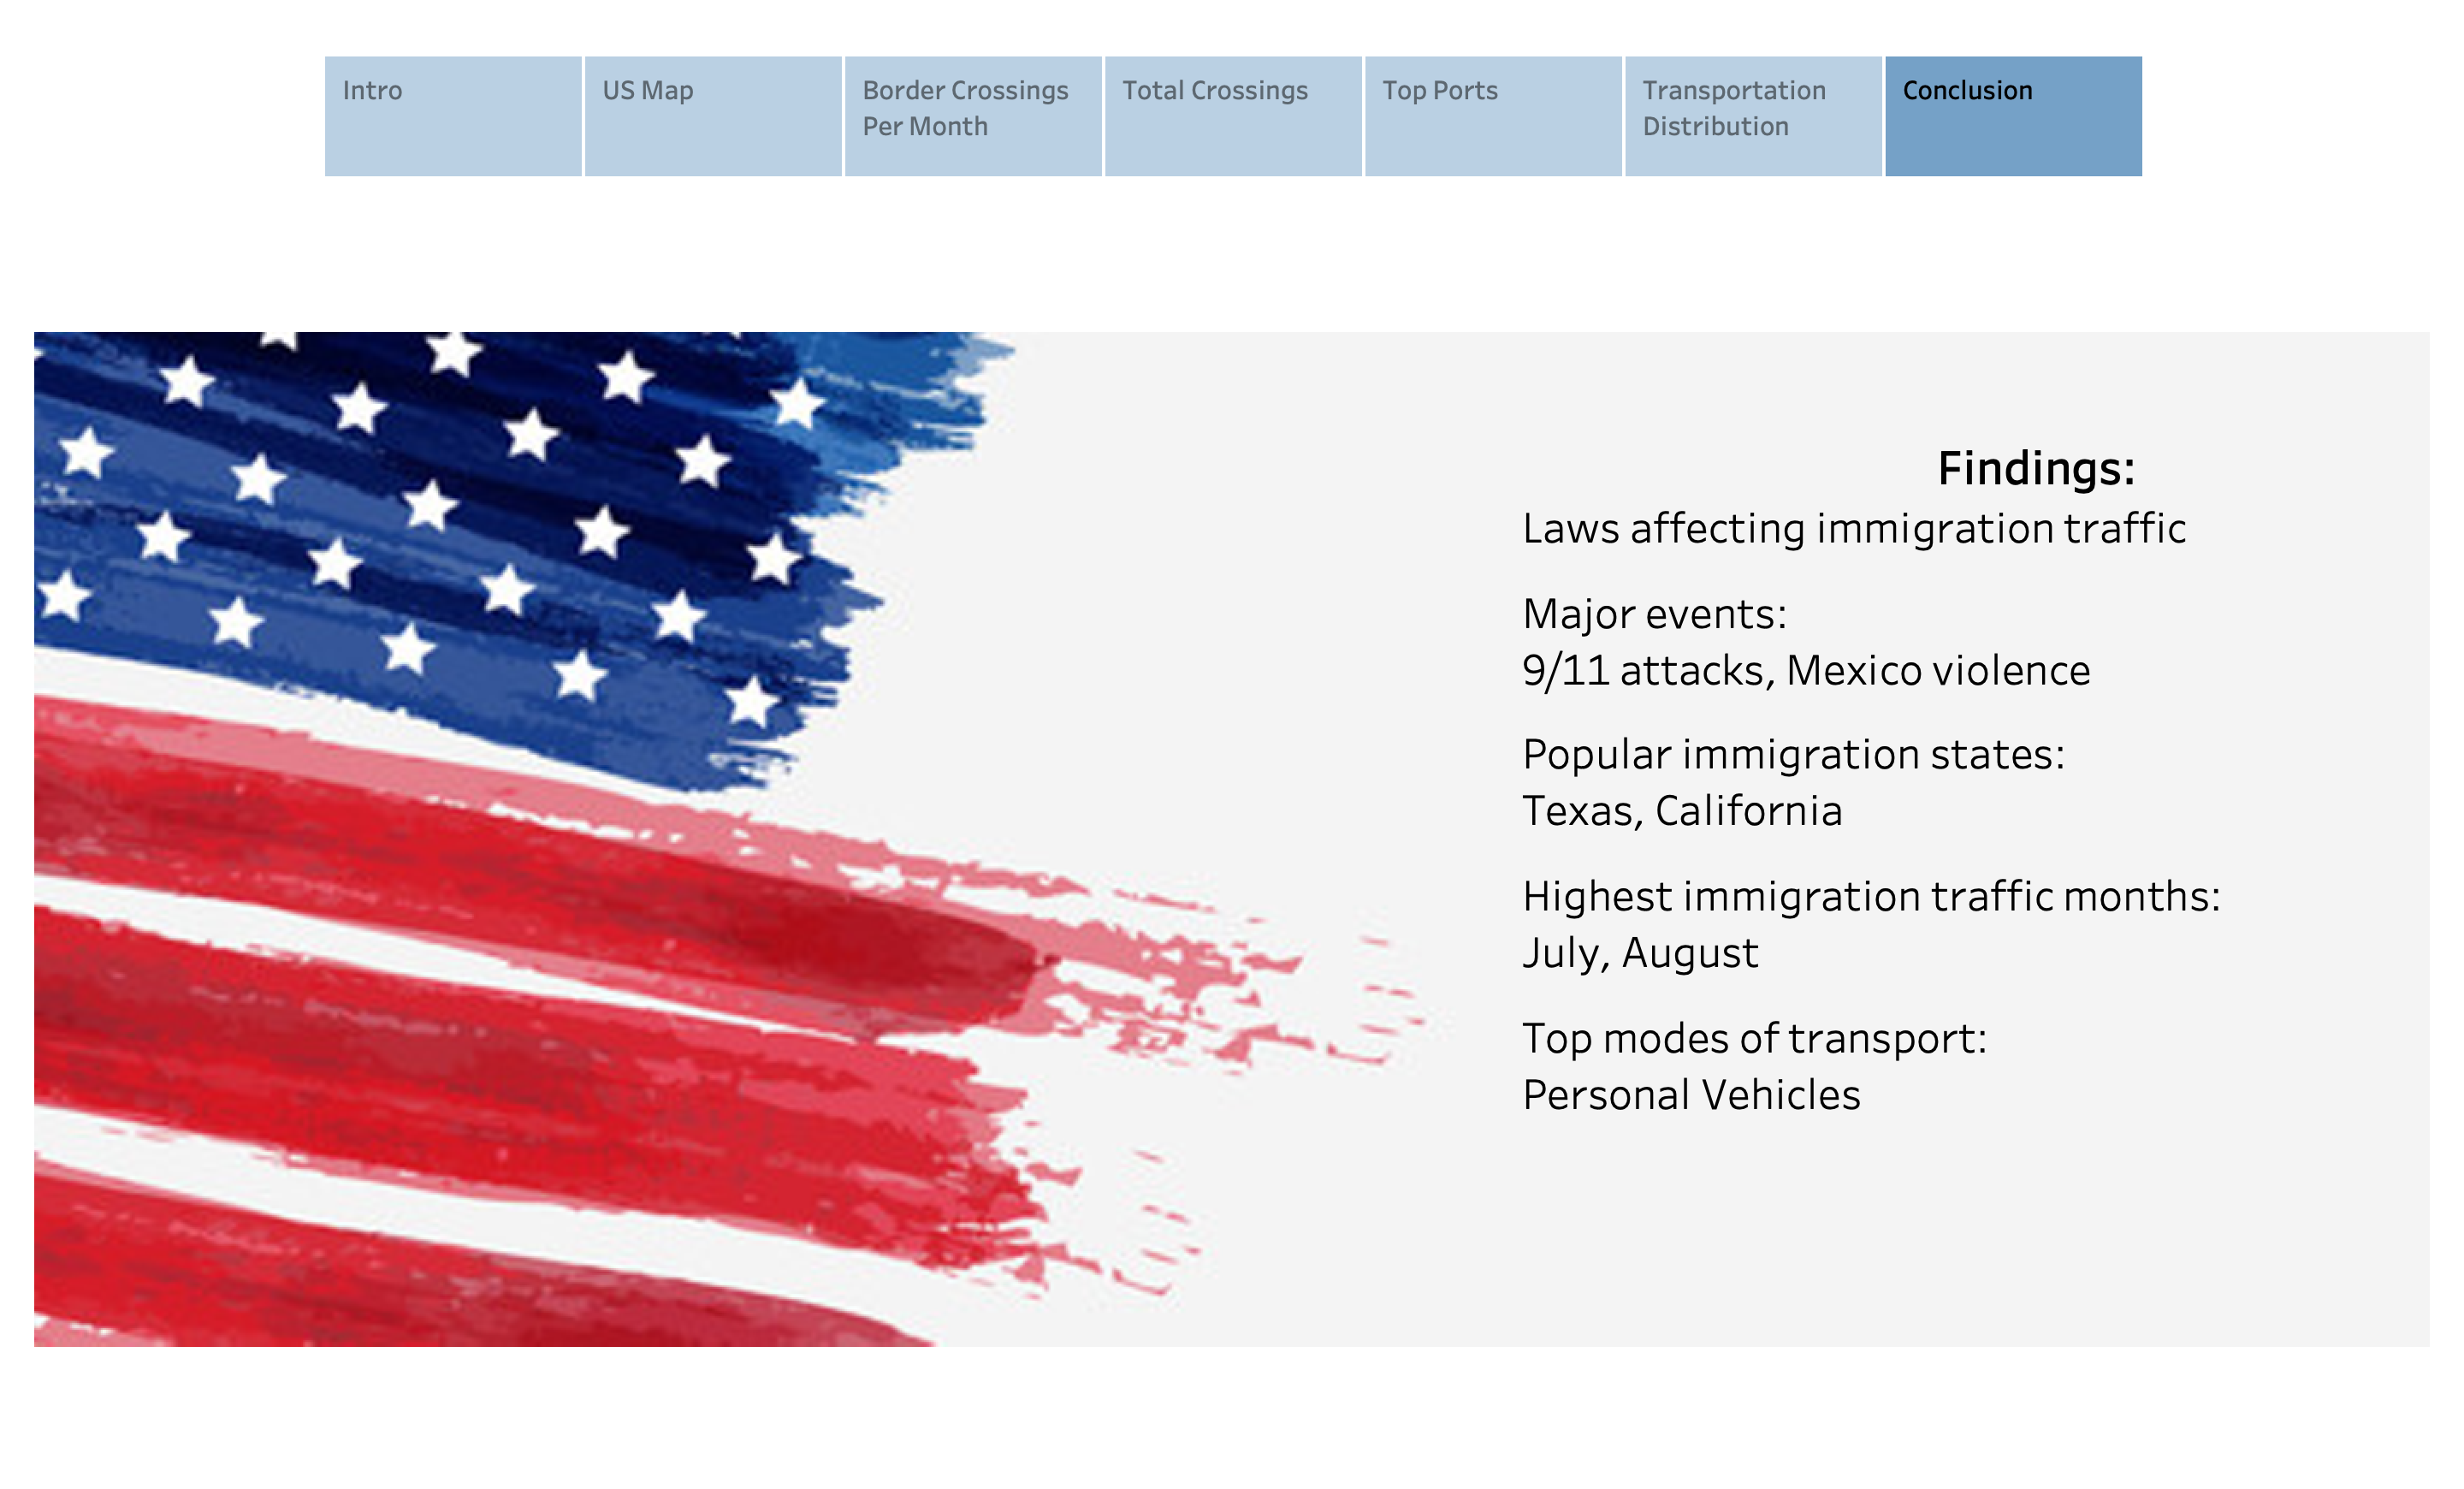 Intro
US Map
Border Crossings
Per Month
Total Crossings
Top Ports
Transportation
Distribution
Conclusion
Findings:
Laws affecting immigration traffic
Major events:
9/11 attacks, Mexico violence
Popular immigration states:
Texas, California
Highest immigration traffic months:
July, August
Top modes of transport:
Personal Vehicles